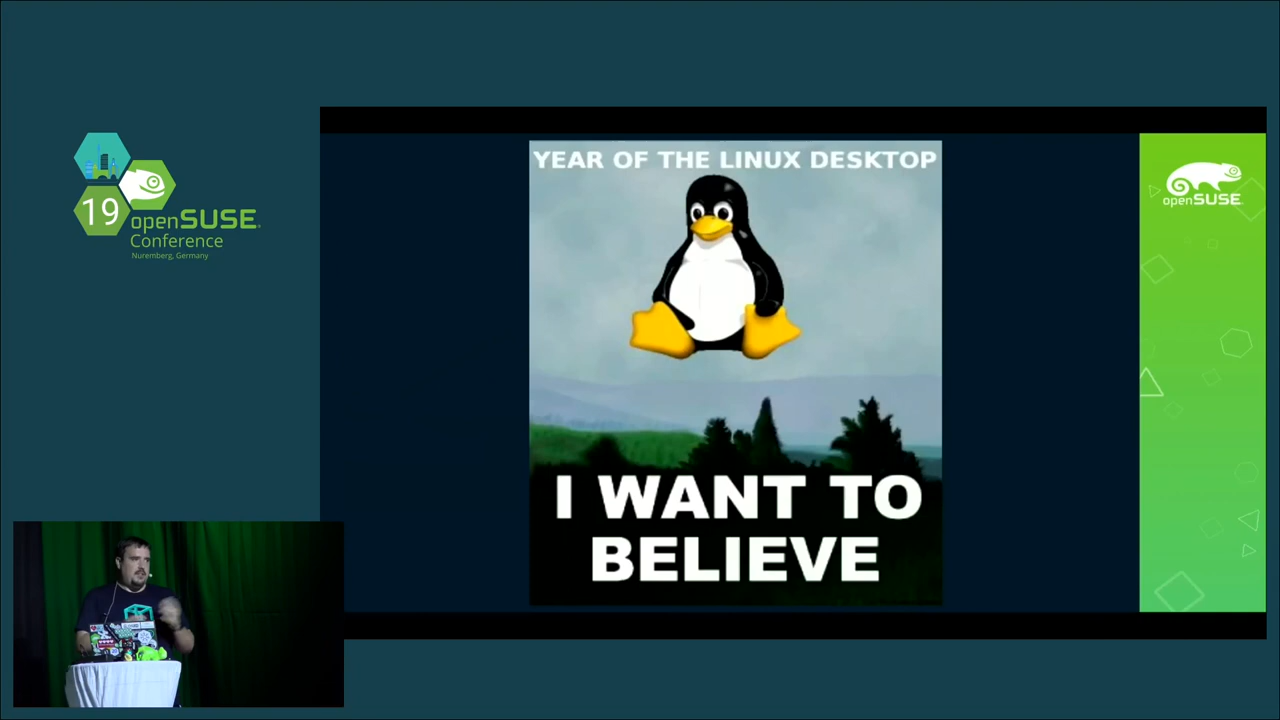 19
openSUSE
Conference
Nuremberg, Germany
YEAR OF THE LINUX DESKTOP
I WANT TO
BELIEVE
openSUSE